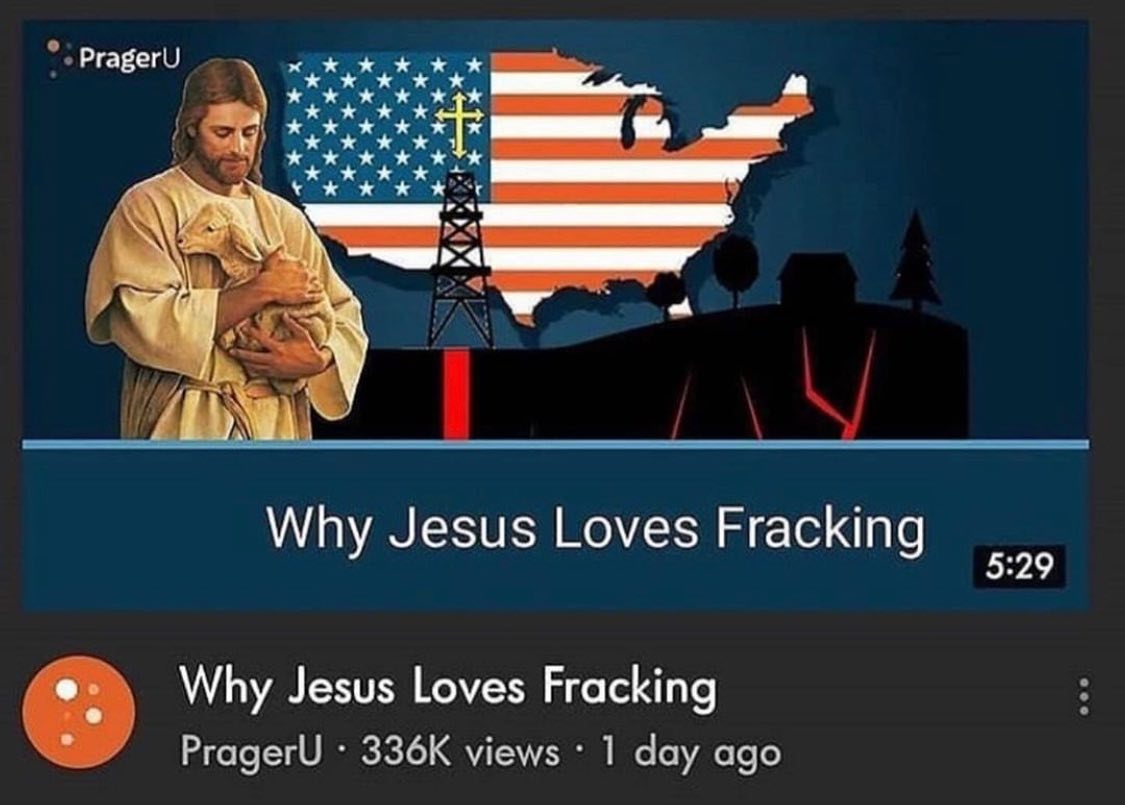 PragerU
Why Jesus Loves Fracking
5:29
Why Jesus Loves Fracking
PragerU · 336K views · 1 day ago